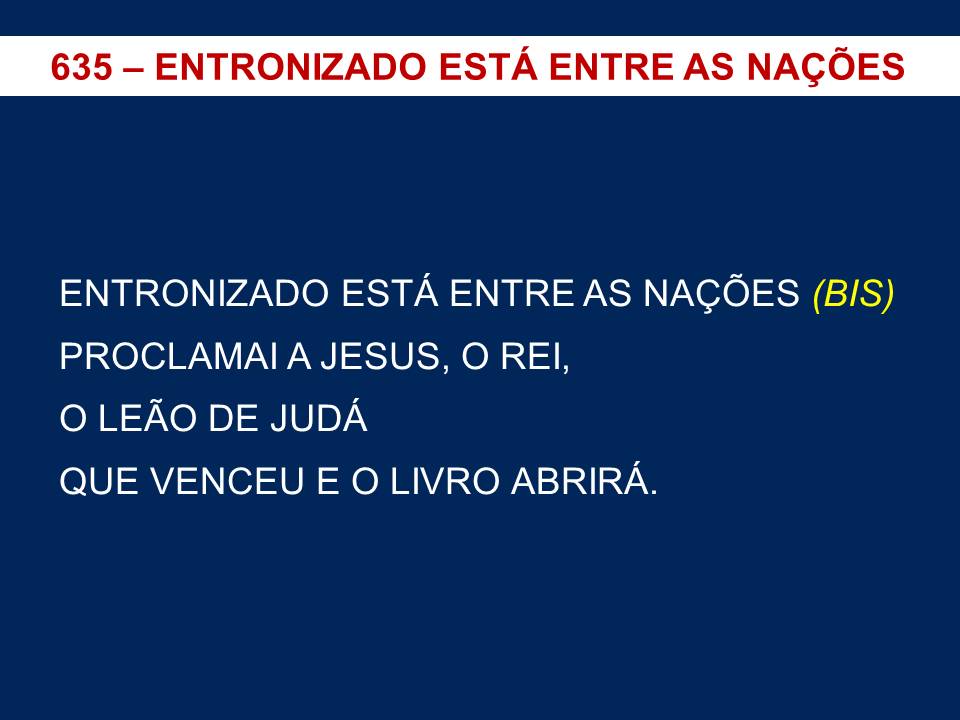 635 – ENTRONIZADO ESTÁ ENTRE AS NAÇÕES
ENTRONIZADO ESTÁ ENTRE AS NAÇÕES (BIS)
PROCLAMAI A JESUS, O REI,
O LEÃO DE JUDÁ
QUE VENCEU E O LIVRO ABRIRÁ.